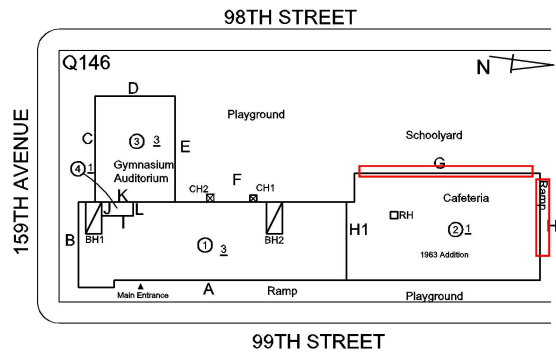 98TH STREET
Q146
N
D
Playground
Schoolyard
C
3 3
E
4 1
Gymnasium
Auditorium
G
159TH AVENUE
K
J L
I
F
CH2
CH1
Cafeteria
Ramp
B
BH1
BH2
H1
RH
2 1
H
1 3
1963 Addition
Main Entrance
A
Ramp
Playground
99TH STREET